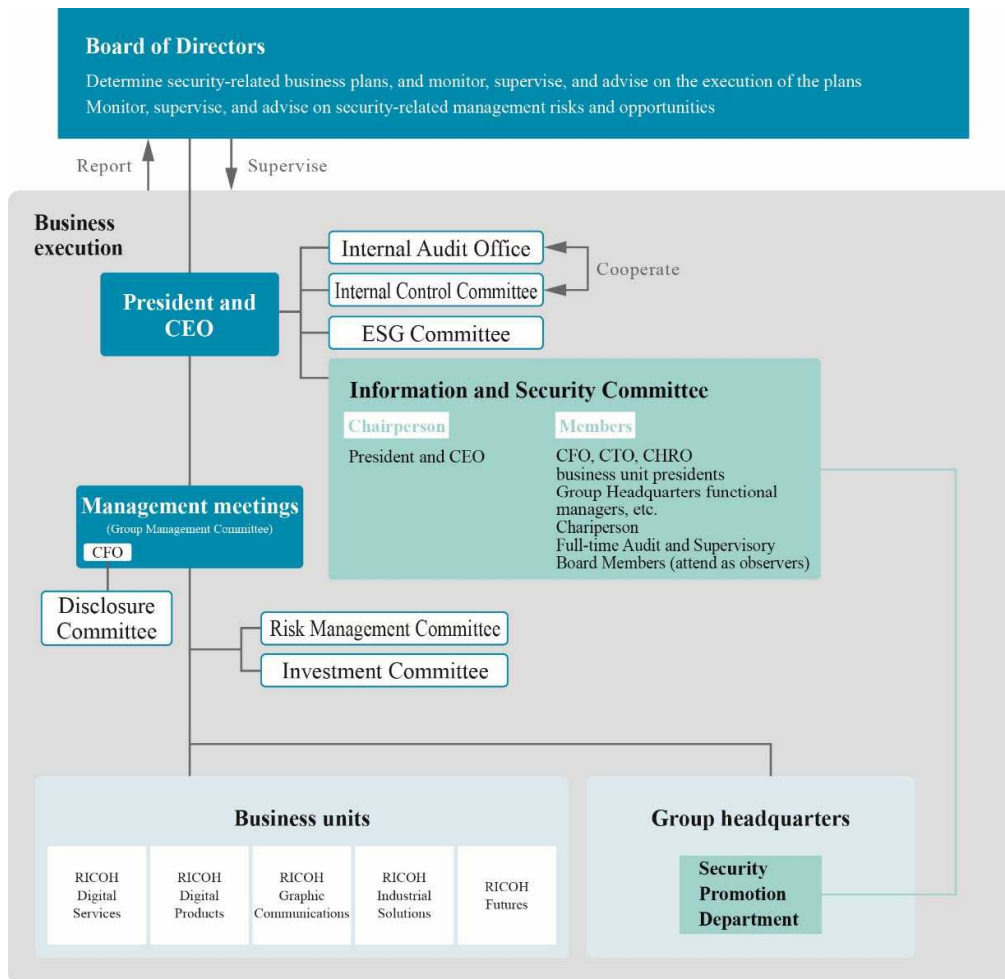 Board of Directors
Determine security-related business plans, and monitor, supervise, and advise on the execution of the plans
Monitor, supervise, and advise on security-related management risks and opportunities
Report
Supervise
Business
execution
President and
CEO
Internal Audit Office
Internal Control Committee
Cooperate
ESG Committee
Information and Security Committee
Chairperson
President and CEO
Members
CFO, CTO, CHRO
business unit presidents
Group Headquarters functional
managers, etc.
Chariperson
Full-time Audit and Supervisory
Board Members (attend as observers)
Management meetings
(Group Management Committee)
CFO
Disclosure
Committee
Risk Management Committee
Investment Committee
Business units
RICOH
Digital
Services
RICOH
Digital
Products
RICOH
Graphic
Communications
RICOH
Industrial
Solutions
RICOH
Futures
Group headquarters
Security
Promotion
Department